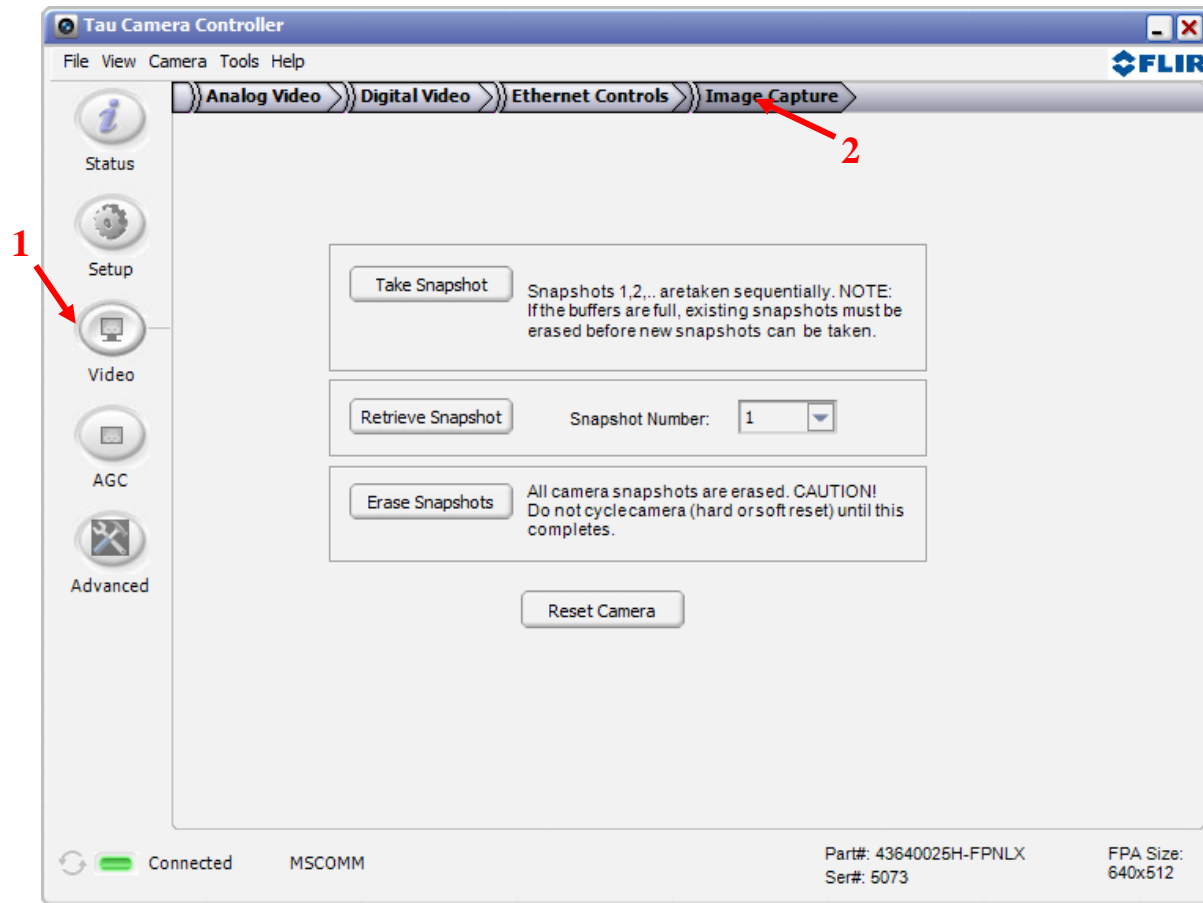 Tau Camera Controller
File View Camera Tools Help
FLIR
Analog Video Digital Video Ethernet Controls Image Capture
2
Status
1
Setup
Video
AGC
Advanced
Take Snapshot
Snapshots 1,2,.. aretaken sequentially. NOTE:
If the buffers are full, existing snapshots must be
erased before new snapshots can be taken.
Retrieve Snapshot
Snapshot Number:
1
Erase Snapshots
All camera snapshots are erased. CAUTION!
Do not cyclecamera (hard orsoft reset) until this
completes.
Reset Camera
Connected
MSCOMM
Part#: 43640025H-FPNLX
Ser#: 5073
FPA Size:
640x512